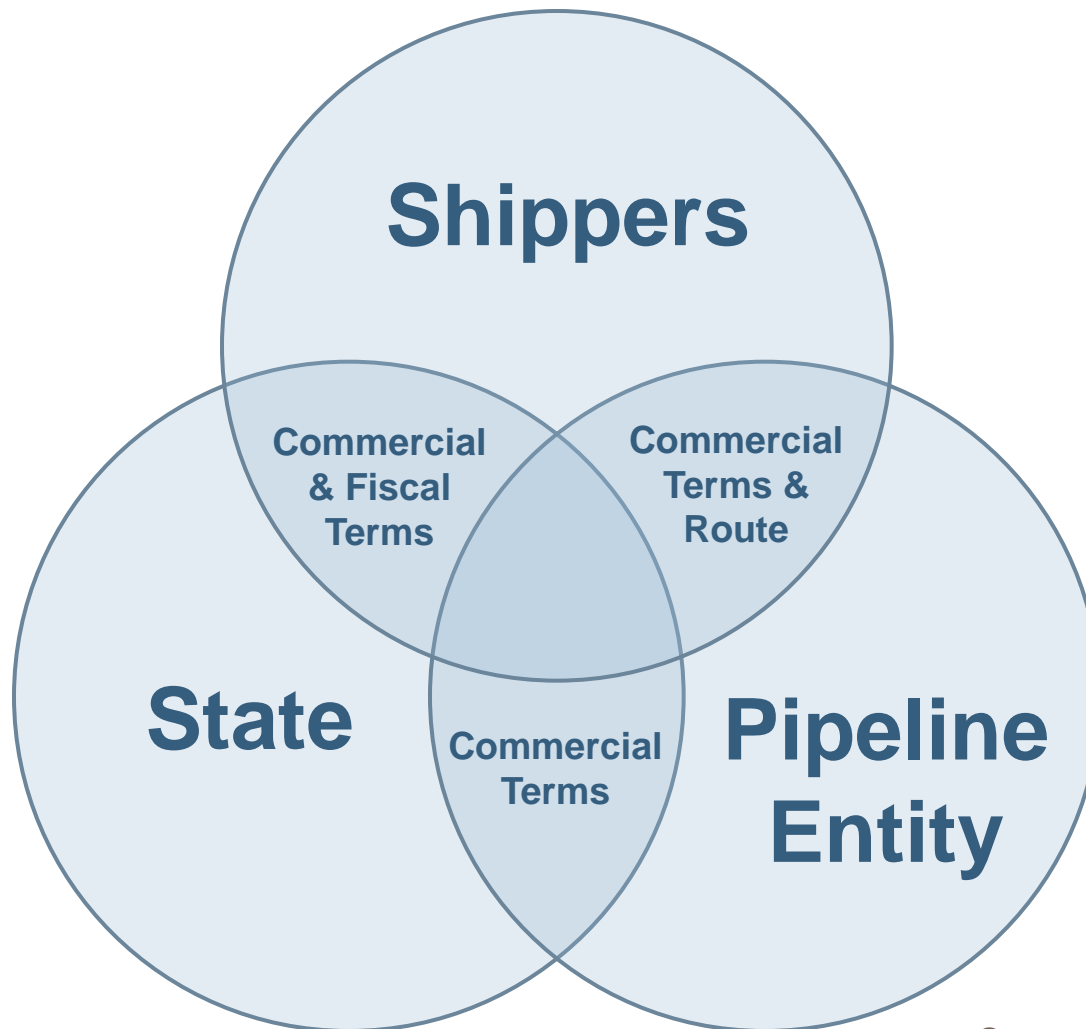 Shippers
Commercial
& Fiscal
Terms
Commercial
Terms &
Route
State
Commercial
Terms
Pipeline
Entity